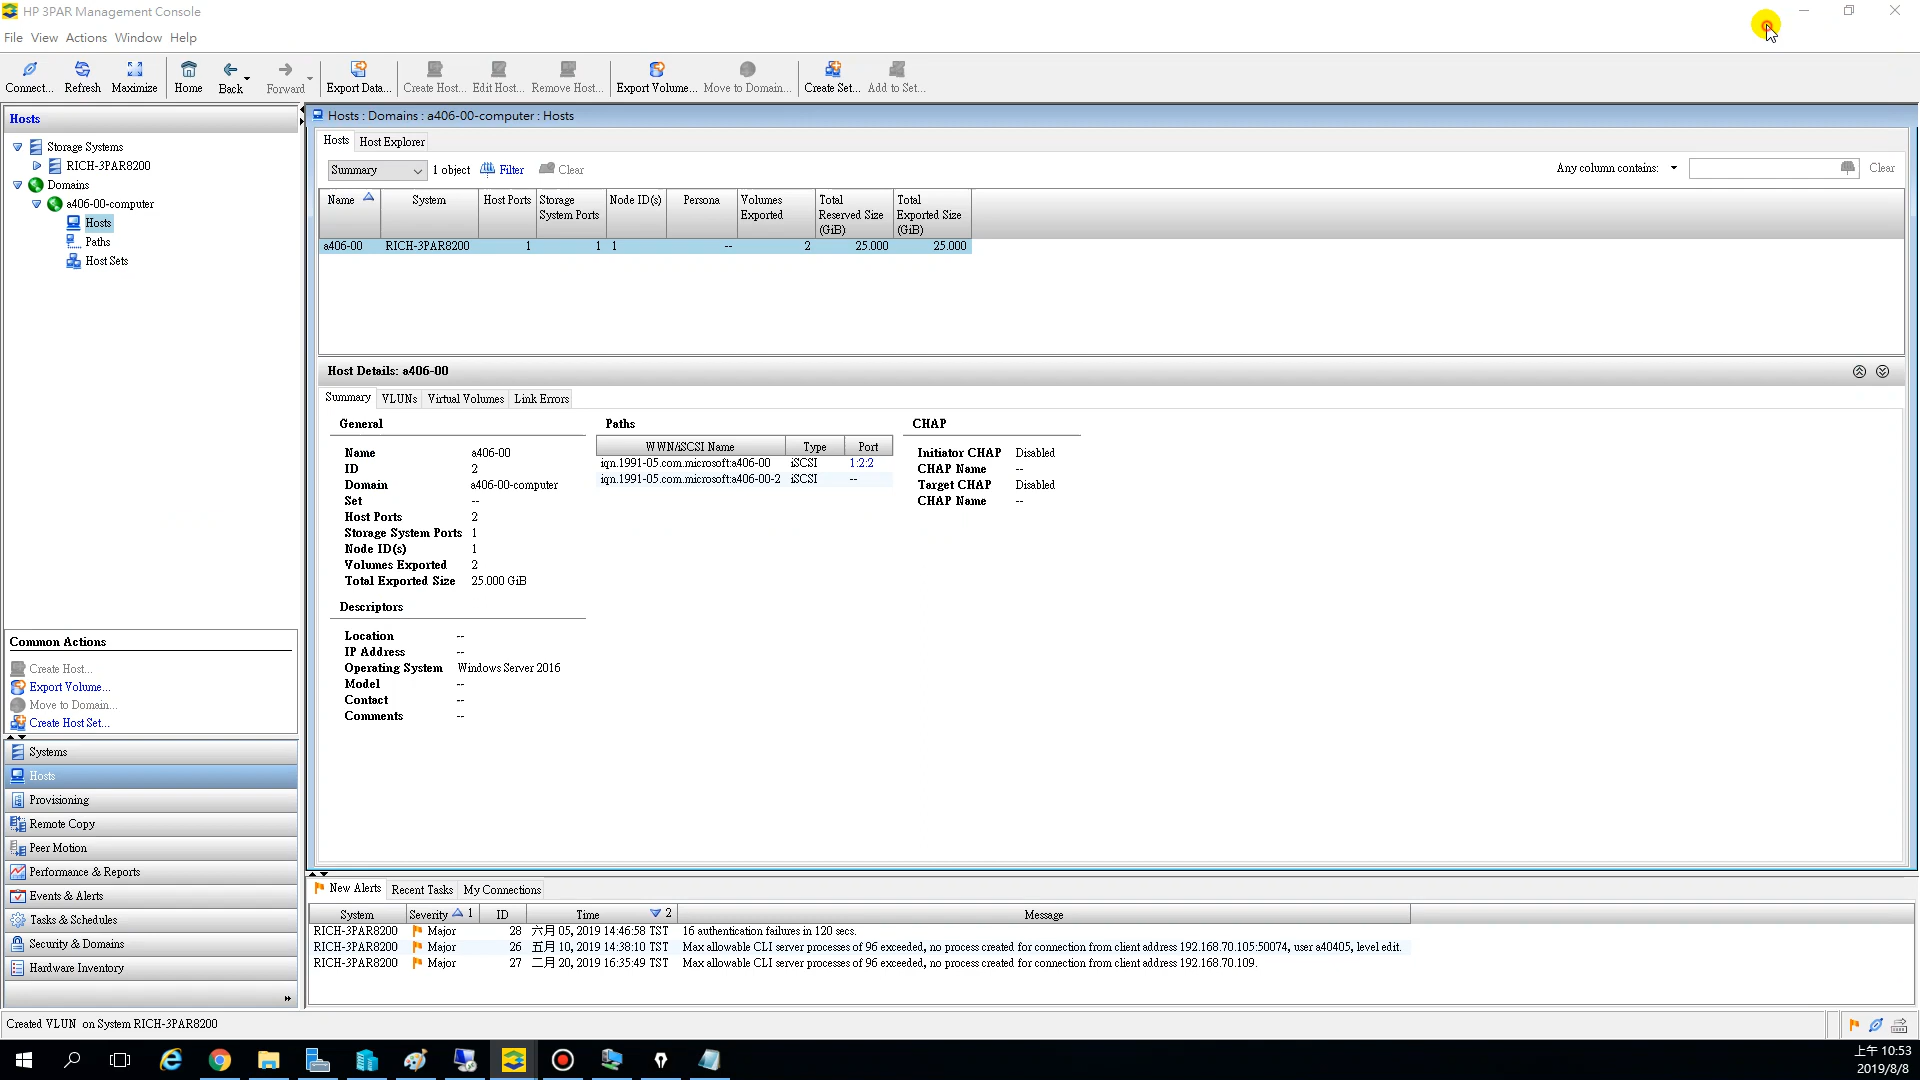 HP 3PAR Management Console
File View Actions Window Help
Connect... Refresh Maximize Home Back Forward Export Data... Create Host... Edit Host... Remove Host... Export Volume... Move to Domain... Create Set... Add to Set...
Hosts
Storage Systems
RICH-3PAR8200
Domains
a406-00-computer
Hosts
Paths
Host Sets
Common Actions
Create Host...
Export Volume...
Move to Domain...
Create Host Set...
Systems
Hosts
Provisioning
Remote Copy
Peer Motion
Performance & Reports
Events & Alerts
Tasks & Schedules
Security & Domains
Hardware Inventory
»
Hosts : Domains : a406-00-computer : Hosts
Hosts Host Explorer
Summary 1 object Filter Clear Any column contains: Clear
Name System Host Ports Storage System Ports Node ID(s) Persona Volumes Exported Total Reserved Size (GiB) Total Exported Size (GiB)
a406-00 RICH-3PAR8200 1 1 1 -- 2 25.000 25.000
Host Details: a406-00
Summary VLUNs Virtual Volumes Link Errors
General
Name a406-00
ID 2
Domain a406-00-computer
Set --
Host Ports 2
Storage System Ports 1
Node ID(s) 1
Volumes Exported 2
Total Exported Size 25.000 GiB
Descriptors
Location --
IP Address --
Operating System Windows Server 2016
Model --
Contact --
Comments --
Paths
WWN/iSCSI Name Type Port
iqn.1991-05.com.microsoft:a406-00 iSCSI 1:2:2
iqn.1991-05.com.microsoft:a406-00-2 iSCSI --
CHAP
Initiator CHAP Disabled
CHAP Name --
Target CHAP Disabled
CHAP Name --
New Alerts Recent Tasks My Connections
System Severity 1 ID Time 2 Message
RICH-3PAR8200 Major 28 六月 05, 2019 14:46:58 TST 16 authentication failures in 120 secs.
RICH-3PAR8200 Major 26 五月 10, 2019 14:38:10 TST Max allowable CLI server processes of 96 exceeded, no process created for connection from client address 192.168.70.105:50074, user a40405, level edit.
RICH-3PAR8200 Major 27 二月 20, 2019 16:35:49 TST Max allowable CLI server processes of 96 exceeded, no process created for connection from client address 192.168.70.109.
Created VLUN on System RICH-3PAR8200
上午 10:53
2019/8/8